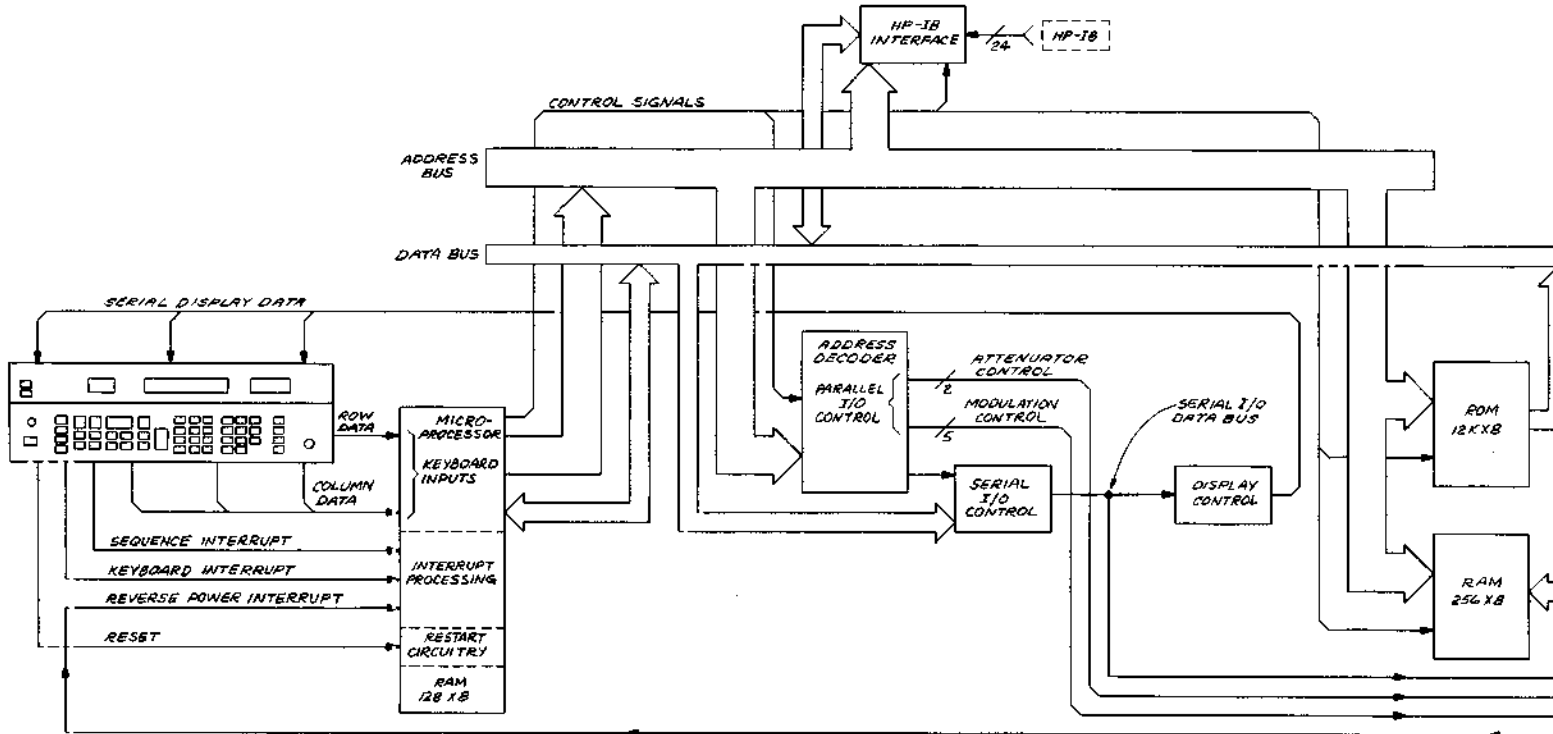 HP-IB
INTERFACE
24
HP-IB
CONTROL SIGNALS
ADDRESS
BUS
DATA BUS
SERIAL DISPLAY DATA
ROW
DATA
COLUMN
DATA
MICRO-
PROCESSOR
KEYBOARD
INPUTS
SEQUENCE INTERRUPT
KEYBOARD INTERRUPT
REVERSE POWER INTERRUPT
RESET
INTERRUPT
PROCESSING
RESTART
CIRCUITRY
RAM
128 X 8
ADDRESS
DECODER
PARALLEL
I/O
CONTROL
ATTENUATOR
CONTROL
2
MODULATION
CONTROL
5
SERIAL
I/O
CONTROL
SERIAL I/O
DATA BUS
DISPLAY
CONTROL
ROM
12K X 8
RAM
256 X 8